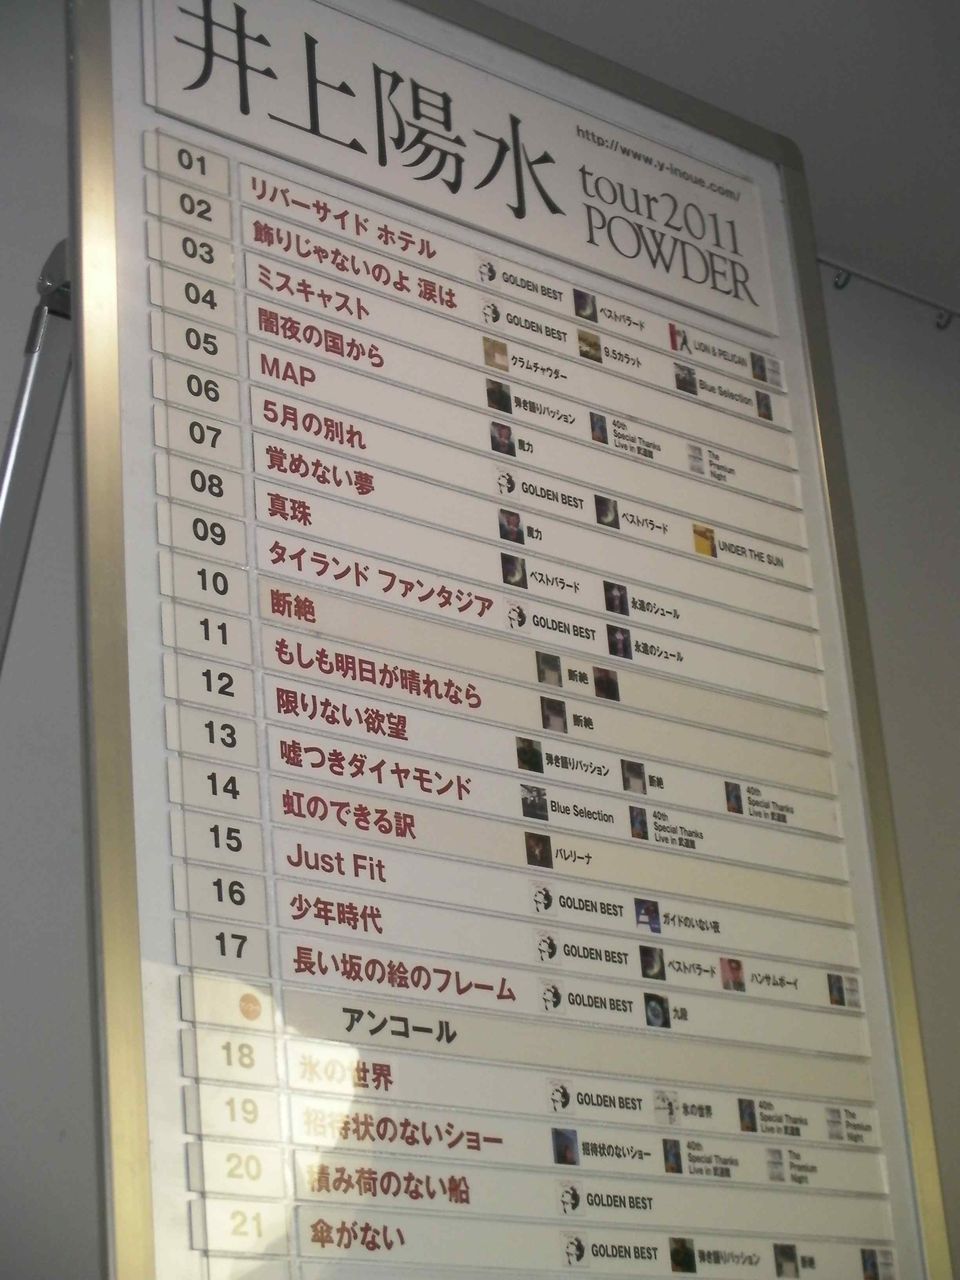 井上陽水
http://www.y-inoue.com/
tour2011
POWDER
01 リバーサイド ホテル GOLDEN BEST ベストバラード LION & PELICAN
02 飾りじゃないのよ 涙は GOLDEN BEST 9.5カラット Blue Selection
03 ミスキャスト クラムチャウダー
04 闇夜の国から 弾き語りパッション 40th Special Thanks Live in 武道館 The Premium Night
05 MAP 魔力
06 5月の別れ GOLDEN BEST ベストバラード UNDER THE SUN
07 覚めない夢 魔力
08 真珠 ベストバラード 永遠のシュール
09 タイランド ファンタジア GOLDEN BEST 永遠のシュール
10 断絶 断絶
11 もしも明日が晴れなら 断絶
12 限りない欲望 弾き語りパッション 断絶 40th Special Thanks Live in 武道館
13 嘘つきダイヤモンド Blue Selection 40th Special Thanks Live in 武道館
14 虹のできる訳 バレリーナ
15 Just Fit GOLDEN BEST ガイドのいない夜
16 少年時代 GOLDEN BEST ベストバラード ハンサムボーイ
17 長い坂の絵のフレーム GOLDEN BEST 九段
アンコール
18 氷の世界 GOLDEN BEST 氷の世界 40th Special Thanks Live in 武道館 The Premium Night
19 招待状のないショー 招待状のないショー 40th Special Thanks Live in 武道館 The Premium Night
20 積み荷のない船 GOLDEN BEST
21 傘がない GOLDEN BEST 弾き語りパッション 断絶